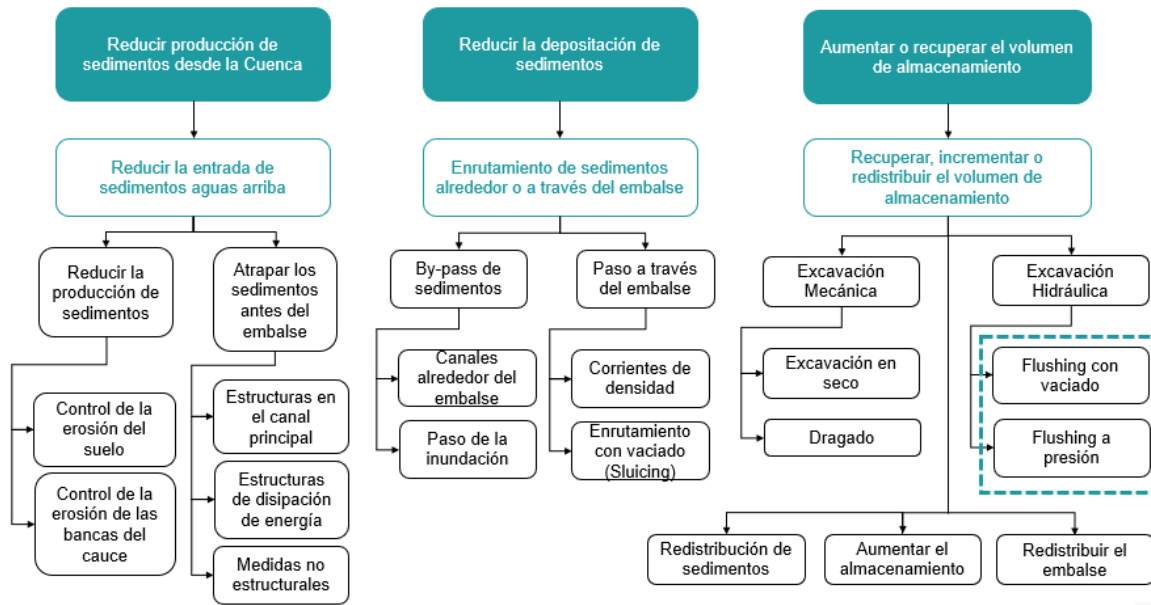 Reducir producción de
sedimentos desde la Cuenca
Reducir la depositación de
sedimentos
Aumentar o recuperar el volumen
de almacenamiento
Reducir la entrada de
sedimentos aguas arriba
Enrutamiento de sedimentos
alrededor o a través del embalse
Recuperar, incrementar o
redistribuir el volumen de
almacenamiento
Reducir la
producción de
sedimentos
Atrapar los
sedimentos
antes del
embalse
By-pass de
sedimentos
Paso a través
del embalse
Excavación
Mecánica
Excavación
Hidráulica
Control de la
erosión del
suelo
Control de la
erosión de las
bancas del
cauce
Estructuras en
el canal
principal
Estructuras
de disipación
de energía
Medidas no
estructurales
Canales
alrededor del
embalse
Paso de la
inundación
Corrientes de
densidad
Enrutamiento
con vaciado
(Sluicing)
Excavación en
seco
Dragado
Flushing con
vaciado
Flushing a
presión
Redistribución de
sedimentos
Aumentar el
almacenamiento
Redistribuir el
embalse